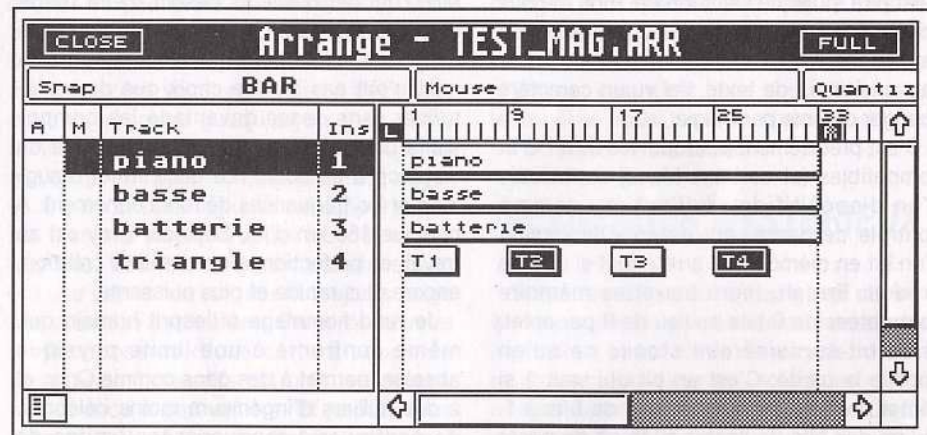 CLOSE Arrange - TEST_MAG.ARR FULL
Snap BAR Mouse Quantiz
A M Track Ins L 1 9 17 25 33 R
piano 1 piano
basse 2 basse
batterie 3 batterie
triangle 4 T1 T2 T3 T4